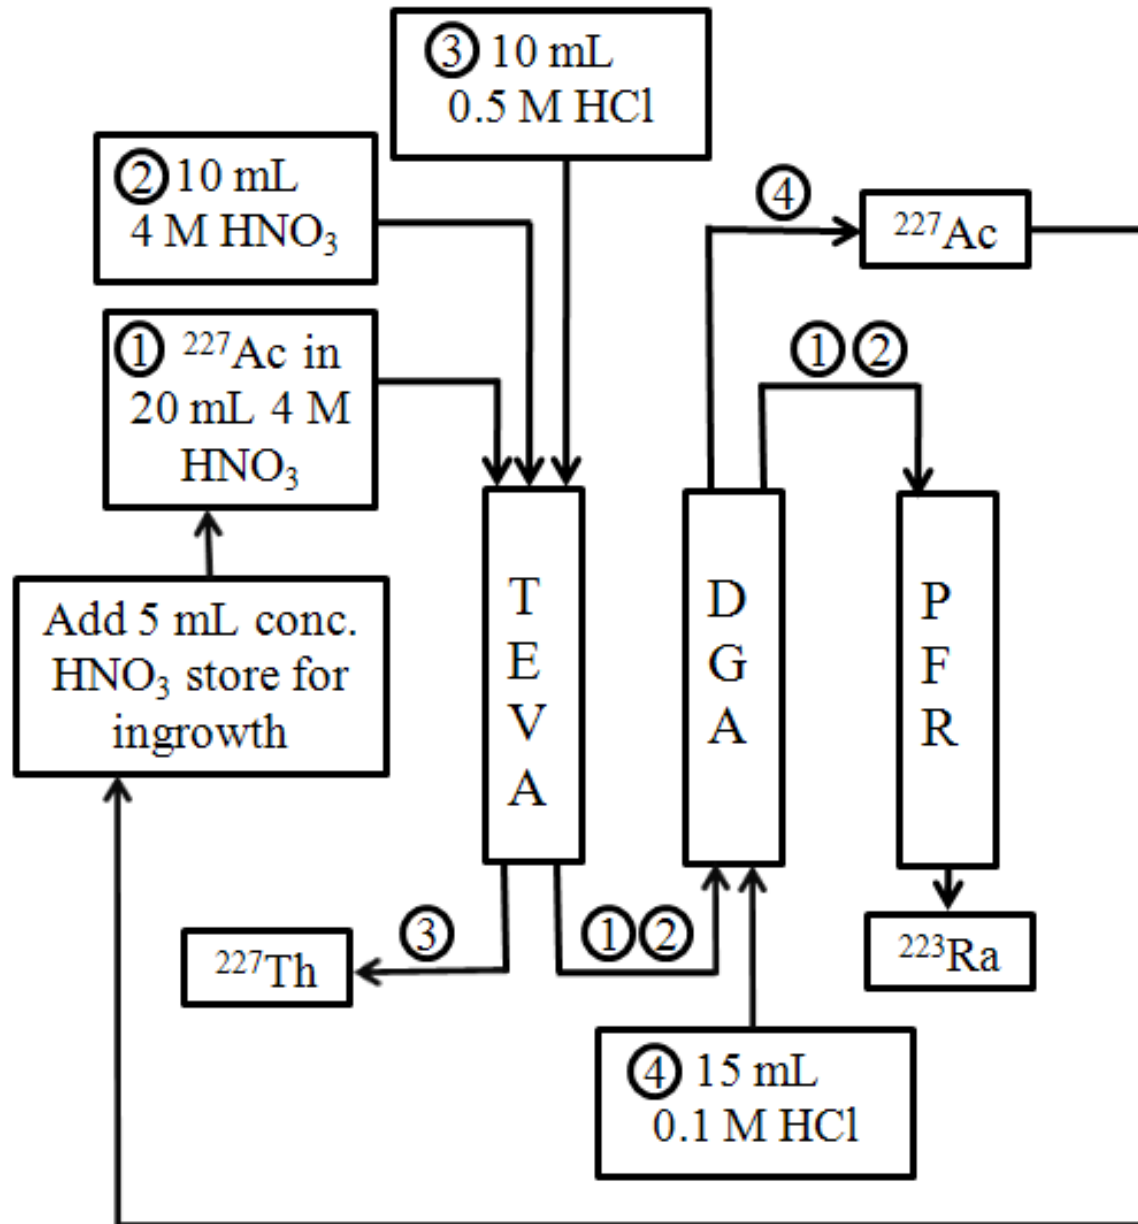 ③ 10 mL
0.5 M HCl
② 10 mL
4 M HNO₃
④
²²⁷Ac
① ²²⁷Ac in
20 mL 4 M
HNO₃
① ②
Add 5 mL conc.
HNO₃ store for
ingrowth
T
E
V
A
D
G
A
P
F
R
③
① ②
²²⁷Th
²²³Ra
④ 15 mL
0.1 M HCl